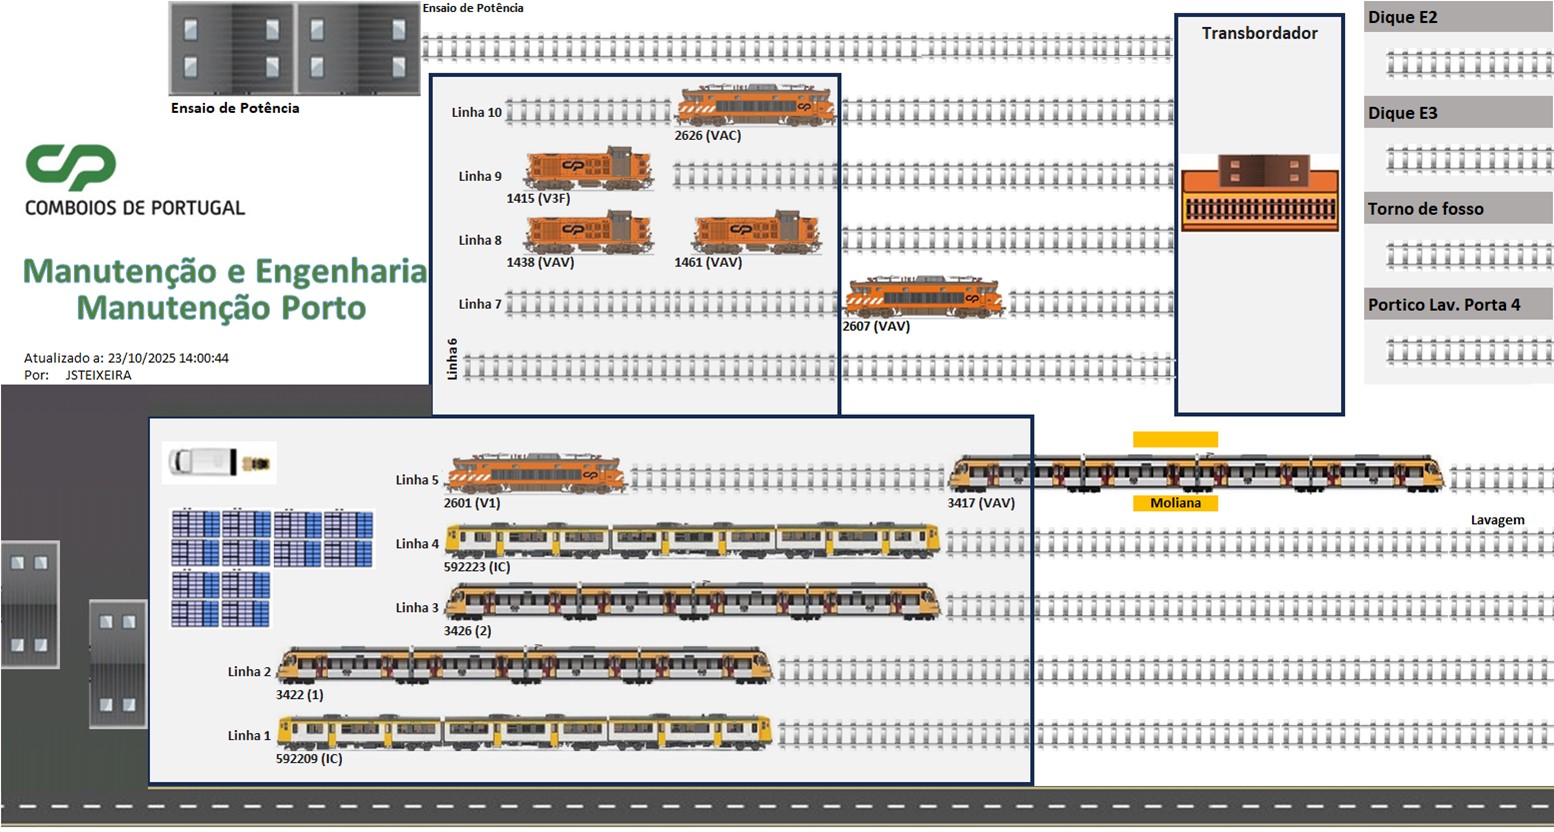 Ensaio de Potência
Ensaio de Potência
Transbordador
Dique E2
Dique E3
Torno de fosso
Portico Lav. Porta 4
CP
COMBOIOS DE PORTUGAL
Manutenção e Engenharia
Manutenção Porto
Atualizado a: 23/10/2025 14:00:44
Por: JSTEIXEIRA
Linha 10
2626 (VAC)
Linha 9
1415 (V3F)
Linha 8
1438 (VAV) 1461 (VAV)
Linha 7
2607 (VAV)
Linha 6
Linha 5
2601 (V1) 3417 (VAV)
Moliana
Lavagem
Linha 4
592223 (IC)
Linha 3
3426 (2)
Linha 2
3422 (1)
Linha 1
592209 (IC)